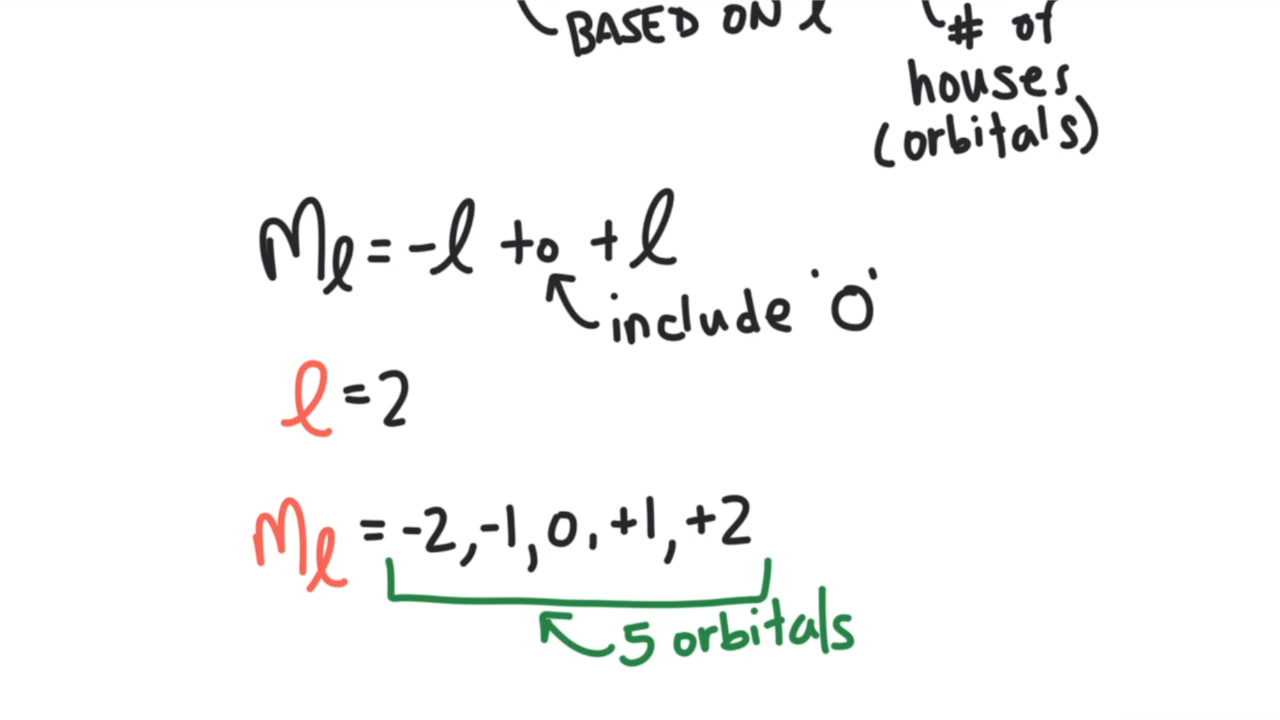 BASED ON l
# of
houses
(orbitals)
Ml = -l to +l
include '0'
l = 2
Ml = -2, -1, 0, +1, +2
5 orbitals